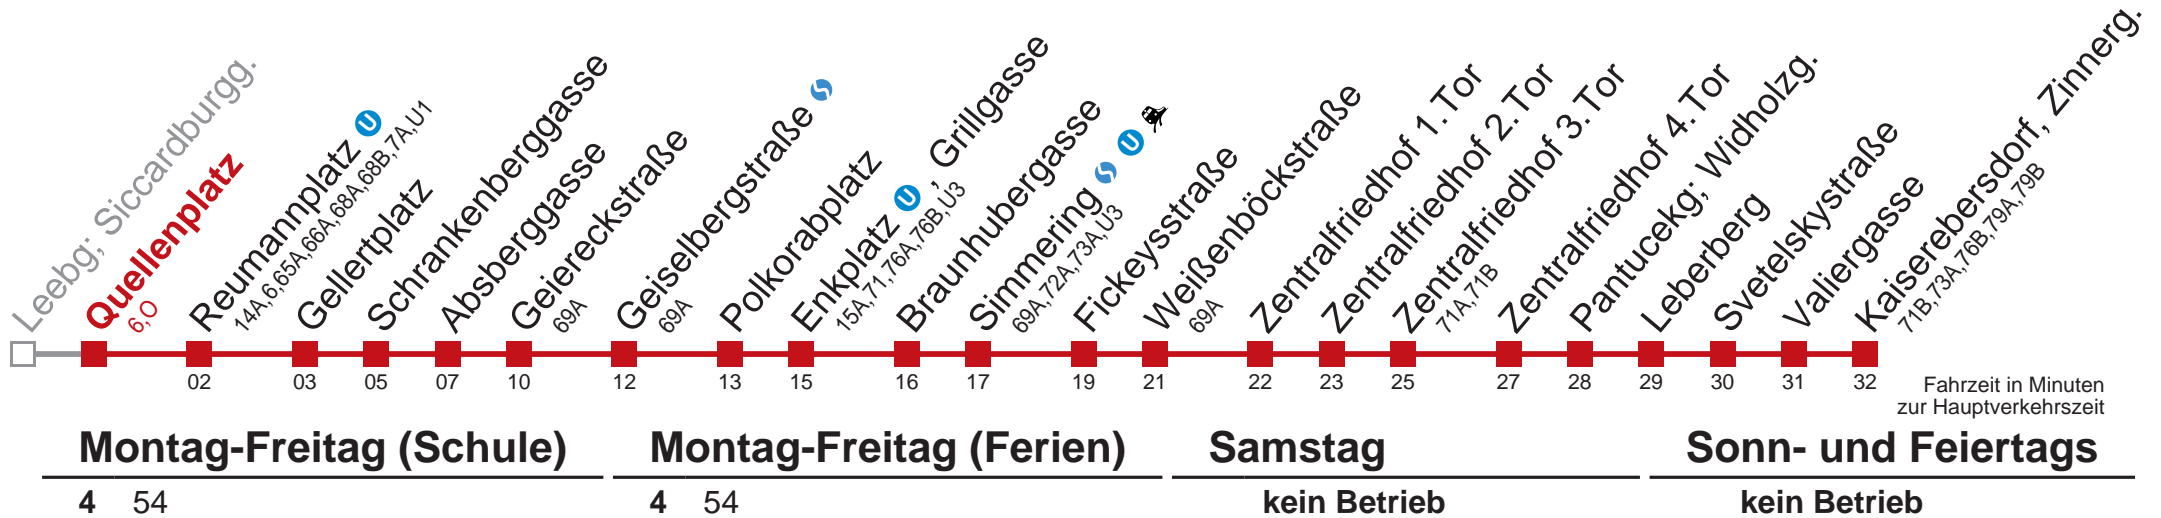 Leebg; Siccardburgg.
Quellenplatz
6,O
Reumannplatz U
14A,6,65A,66A,68A,68B,7A,U1
Gellertplatz
Schrankenberggasse
Absberggasse
Geiereckstraße
69A
Geiselbergstraße
69A
Polkorabplatz
Enkplatz U , Grillgasse
15A,71,76A,76B,U3
Braunhubergasse
Simmering U
69A,72A,73A,U3
Fickeysstraße
Weißenböckstraße
69A
Zentralfriedhof 1.Tor
Zentralfriedhof 2.Tor
Zentralfriedhof 3.Tor
71A,71B
Zentralfriedhof 4.Tor
Pantucekg; Widholzg.
Leberberg
Svetelskystraße
Valiergasse
Kaiserebersdorf, Zinnerg.
71B,73A,76B,79A,79B
02 03 05 07 10 12 13 15 16 17 19 21 22 23 25 27 28 29 30 31 32
Fahrzeit in Minuten
zur Hauptverkehrszeit
Montag-Freitag (Schule) Montag-Freitag (Ferien) Samstag Sonn- und Feiertags
4 54 4 54 kein Betrieb kein Betrieb